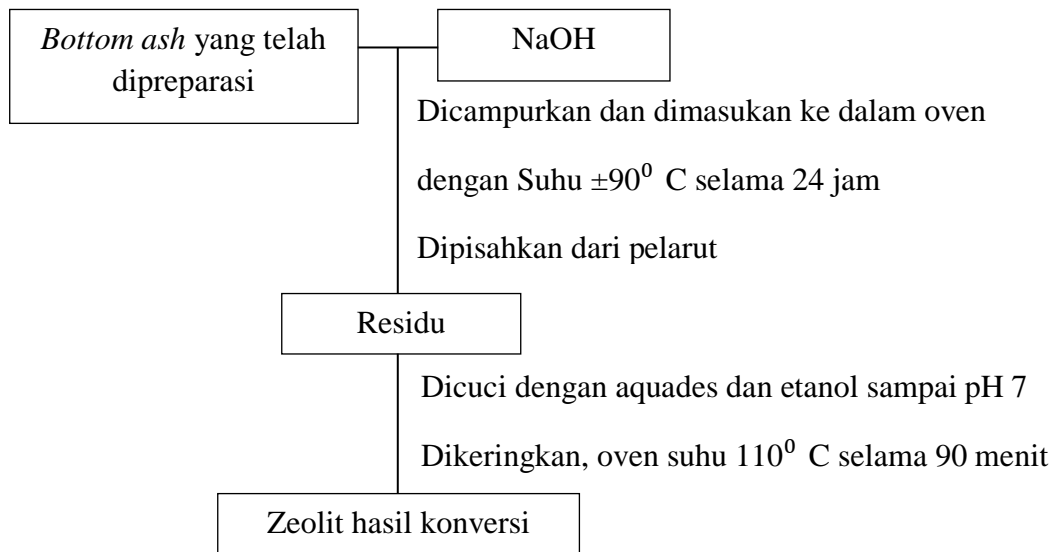 Bottom ash yang telah
dipreparasi
NaOH
Dicampurkan dan dimasukan ke dalam oven
dengan Suhu ±90⁰ C selama 24 jam
Dipisahkan dari pelarut
Residu
Dicuci dengan aquades dan etanol sampai pH 7
Dikeringkan, oven suhu 110⁰ C selama 90 menit
Zeolit hasil konversi